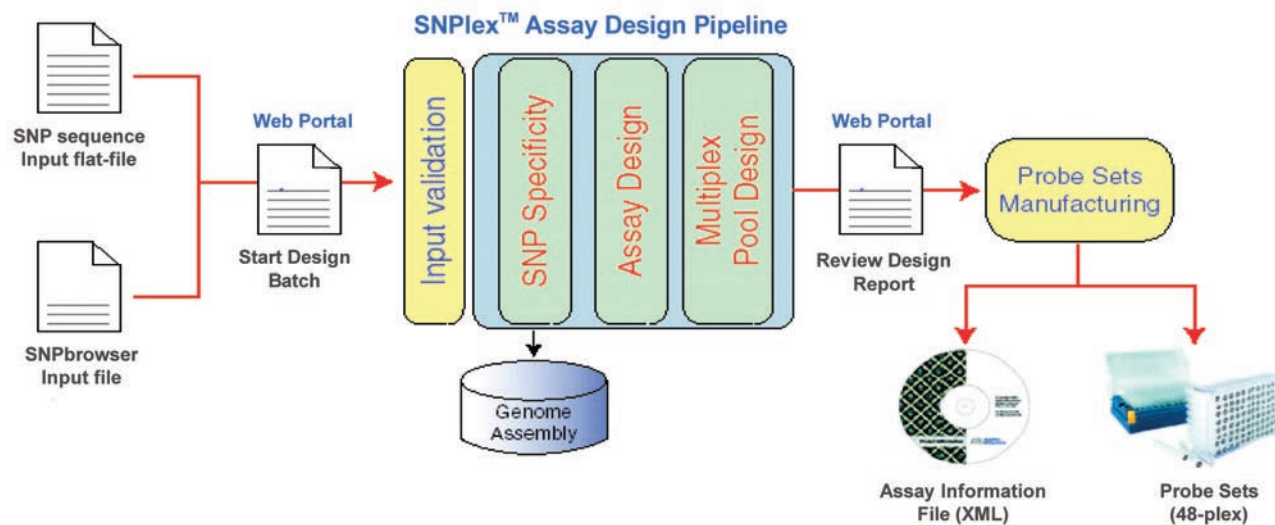 SNPlex™ Assay Design Pipeline
SNP sequence
Input flat-file
SNPbrowser
Input file
Web Portal
Start Design
Batch
Input validation
SNP Specificity
Assay Design
Multiplex
Pool Design
Genome
Assembly
Web Portal
Review Design
Report
Probe Sets
Manufacturing
Assay Information
File (XML)
Probe Sets
(48-plex)